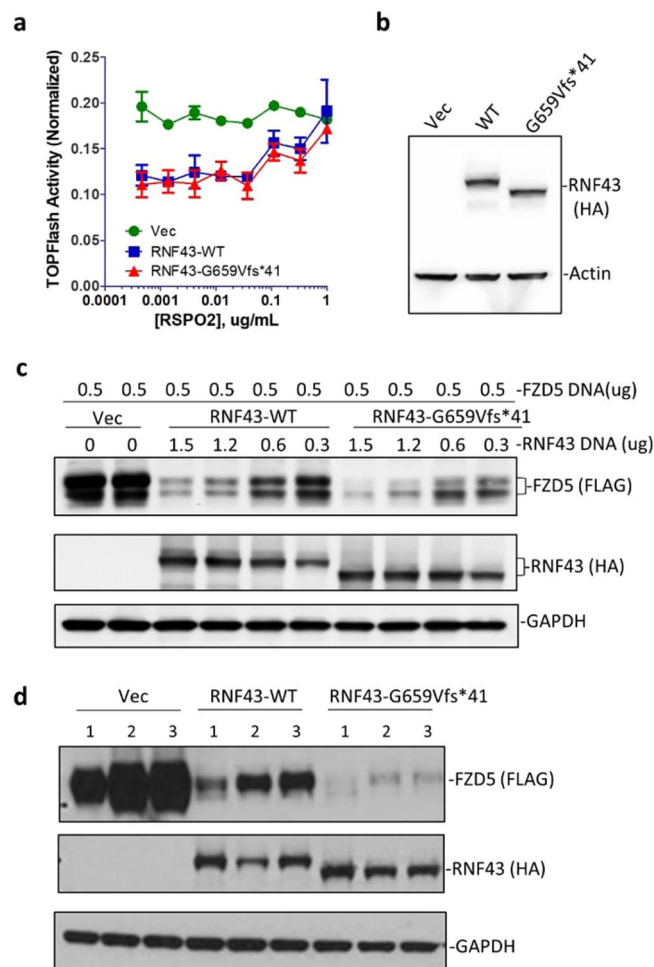 a
TOPFlash Activity (Normalized)
0.25
0.20
0.15
0.10
0.05
0.00
Vec
RNF43-WT
RNF43-G659Vfs*41
0.0001 0.001 0.01 0.1 1
[RSPO2], ug/mL
b
Vec WT G659Vfs*41
-RNF43
(HA)
-Actin
c
0.5 0.5 0.5 0.5 0.5 0.5 0.5 0.5 0.5 0.5 -FZD5 DNA(ug)
Vec RNF43-WT RNF43-G659Vfs*41
0 0 1.5 1.2 0.6 0.3 1.5 1.2 0.6 0.3 -RNF43 DNA (ug)
-FZD5 (FLAG)
-RNF43 (HA)
-GAPDH
d
Vec RNF43-WT RNF43-G659Vfs*41
1 2 3 1 2 3 1 2 3
-FZD5 (FLAG)
-RNF43 (HA)
-GAPDH